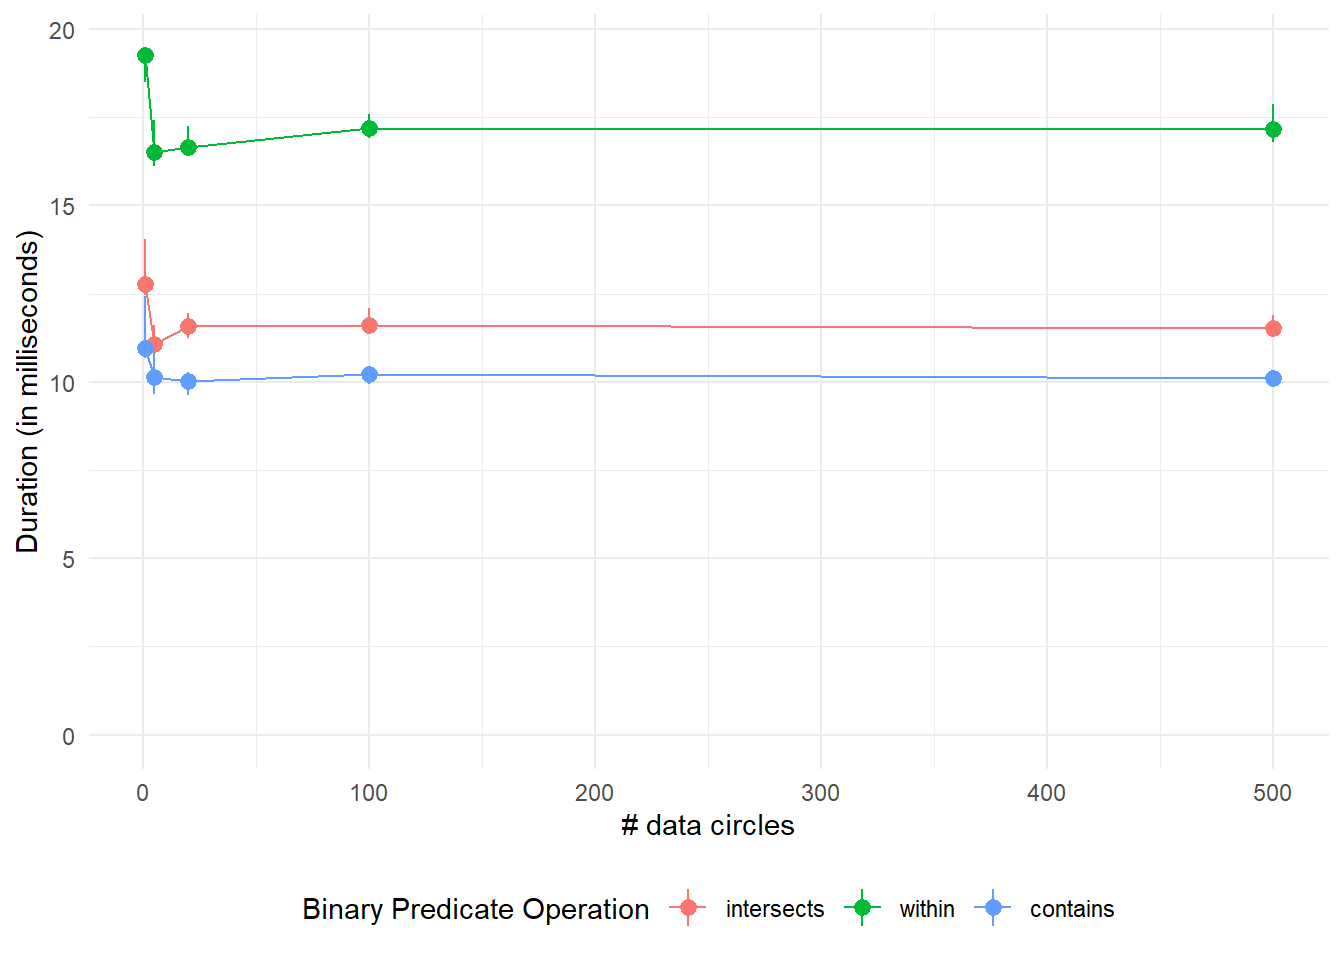 20
15
10
5
0
Duration (in milliseconds)
0 100 200 300 400 500
# data circles
Binary Predicate Operation intersects within contains